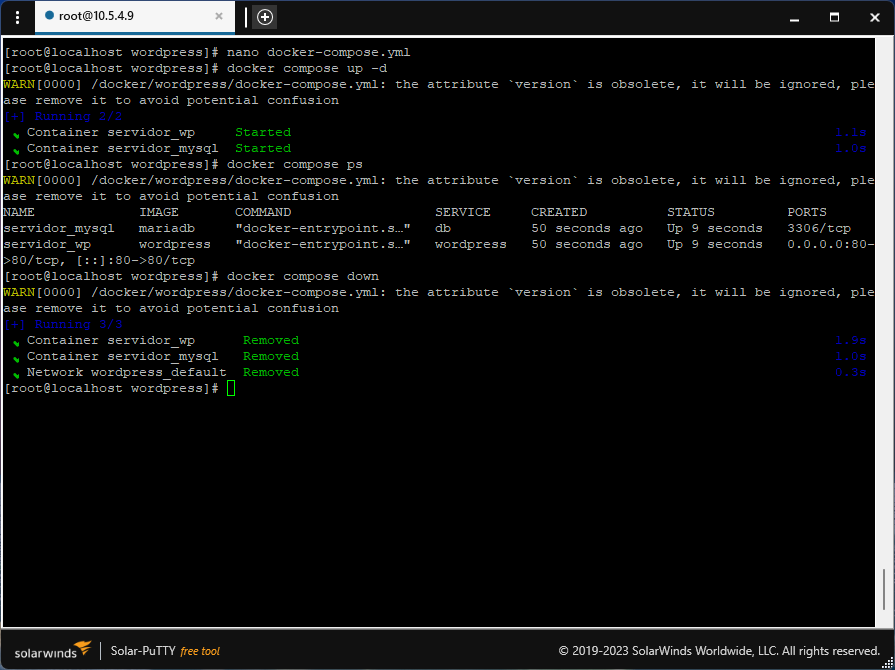 root@10.5.4.9
[root@localhost wordpress]# nano docker-compose.yml
[root@localhost wordpress]# docker compose up -d
WARN[0000] /docker/wordpress/docker-compose.yml: the attribute `version` is obsolete, it will be ignored, ple
ase remove it to avoid potential confusion
[+] Running 2/2
Container servidor_wp Started 1.1s
Container servidor_mysql Started 1.0s
[root@localhost wordpress]# docker compose ps
WARN[0000] /docker/wordpress/docker-compose.yml: the attribute `version` is obsolete, it will be ignored, ple
ase remove it to avoid potential confusion
NAME IMAGE COMMAND SERVICE CREATED STATUS PORTS
servidor_mysql mariadb "docker-entrypoint.s…" db 50 seconds ago Up 9 seconds 3306/tcp
servidor_wp wordpress "docker-entrypoint.s…" wordpress 50 seconds ago Up 9 seconds 0.0.0.0:80-
>80/tcp, [::]:80->80/tcp
[root@localhost wordpress]# docker compose down
WARN[0000] /docker/wordpress/docker-compose.yml: the attribute `version` is obsolete, it will be ignored, ple
ase remove it to avoid potential confusion
[+] Running 3/3
Container servidor_wp Removed 1.9s
Container servidor_mysql Removed 1.0s
Network wordpress_default Removed 0.3s
[root@localhost wordpress]#
solarwinds Solar-PuTTY free tool © 2019-2023 SolarWinds Worldwide, LLC. All rights reserved.